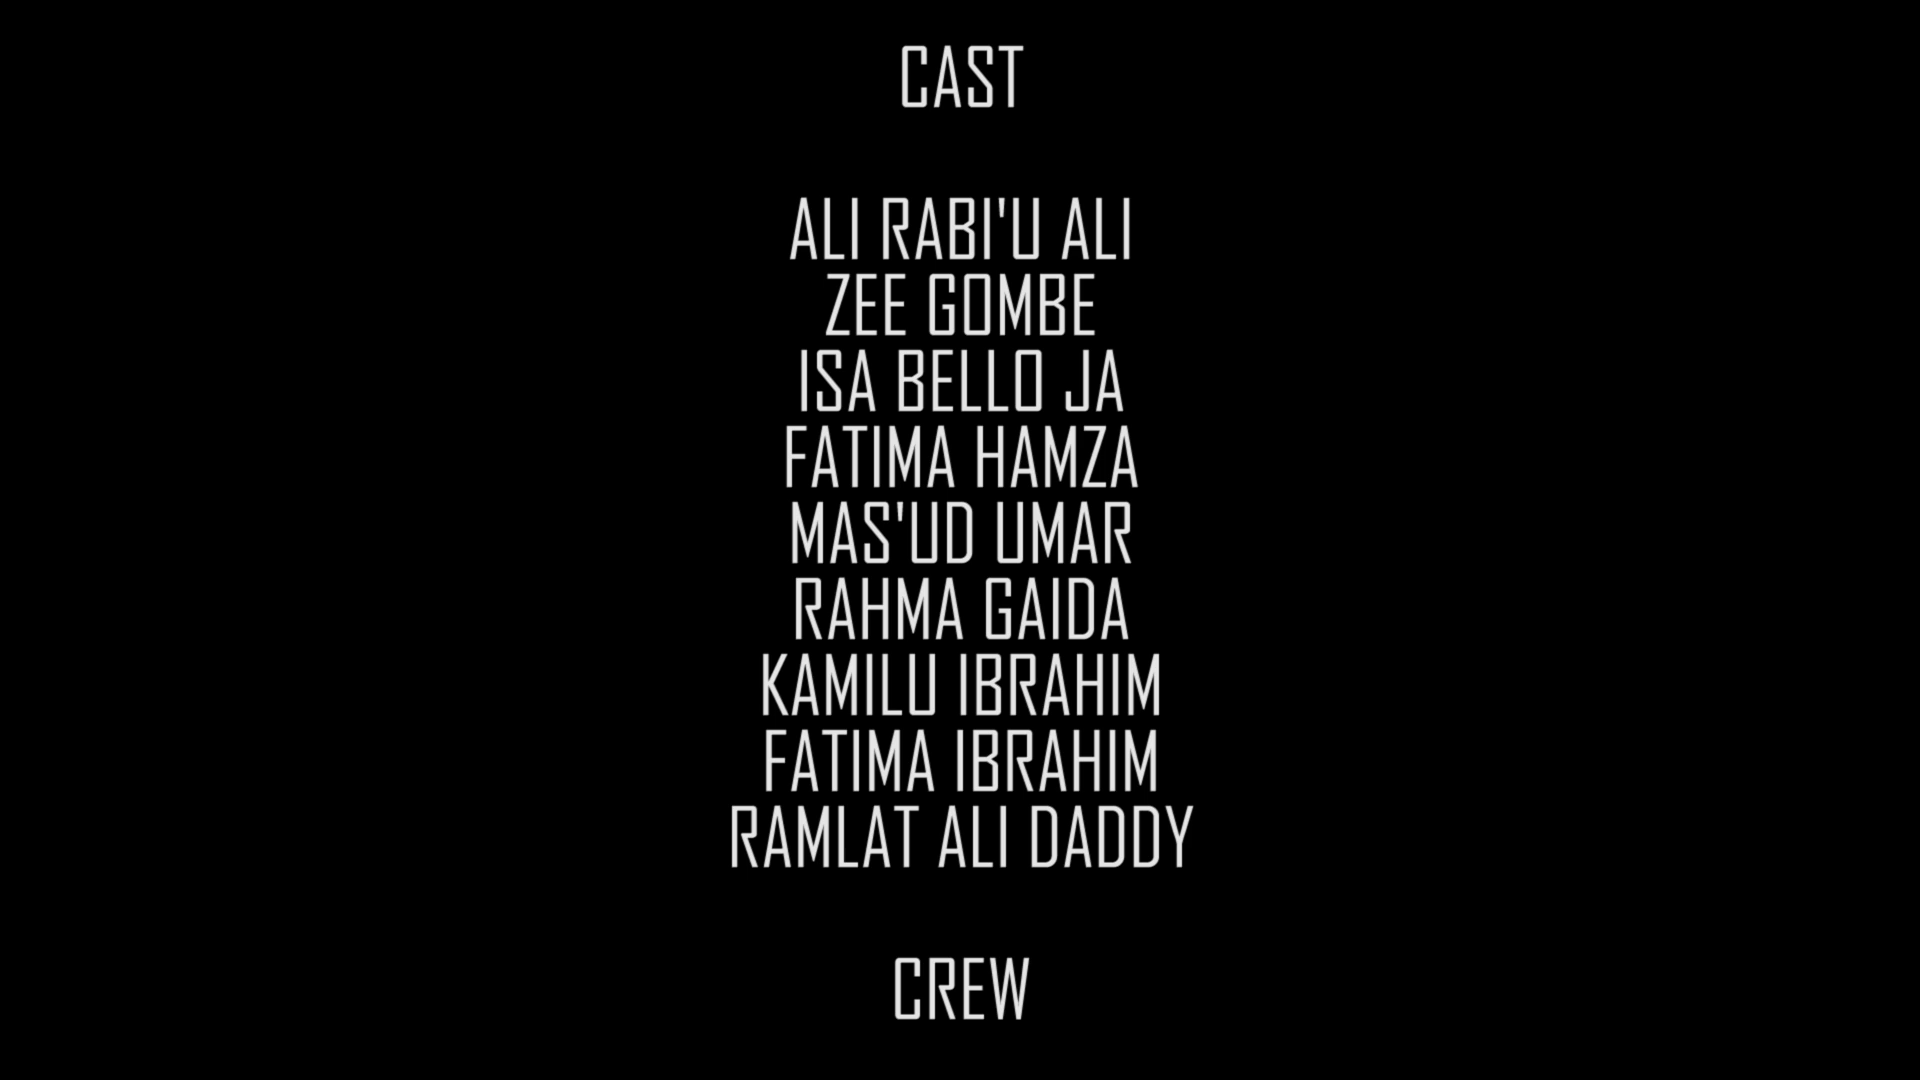 CAST
ALI RABI'U ALI
ZEE GOMBE
ISA BELLO JA
FATIMA HAMZA
MAS'UD UMAR
RAHMA GAIDA
KAMILU IBRAHIM
FATIMA IBRAHIM
RAMLAT ALI DADDY
CREW